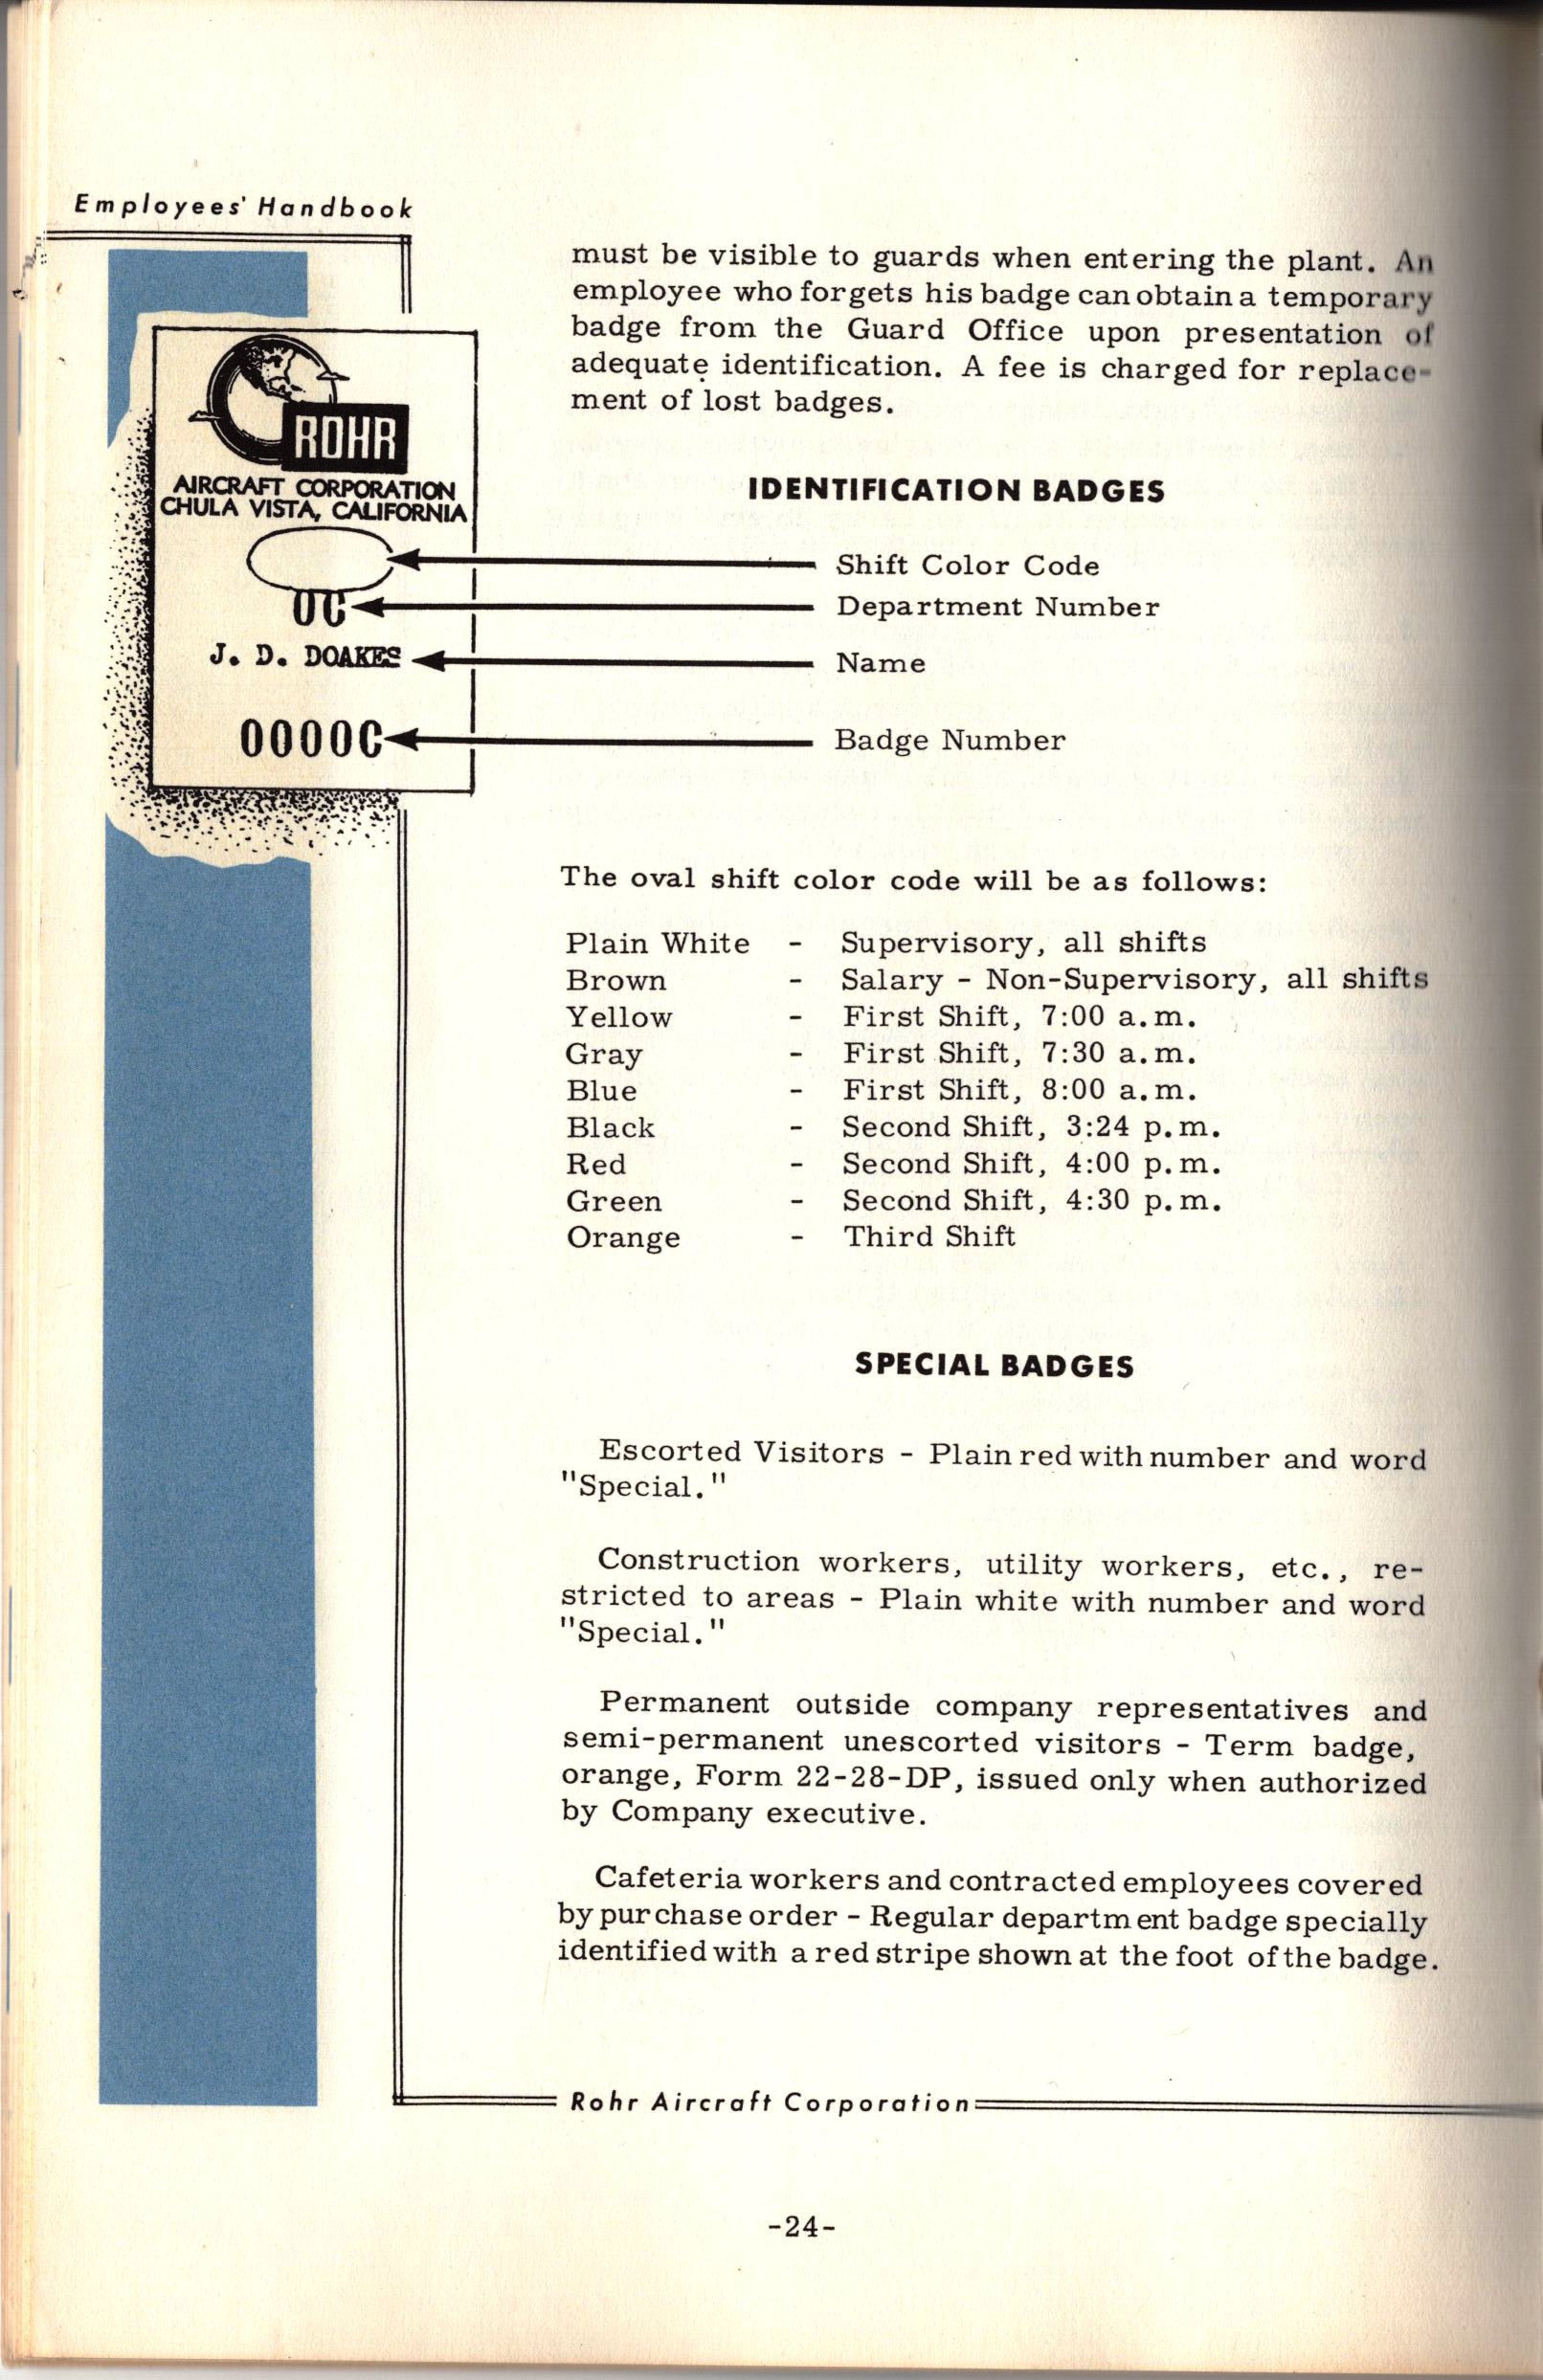 Employees' Handbook
must be visible to guards when entering the plant. An
employee who forgets his badge can obtain a temporary
badge from the Guard Office upon presentation of
adequate identification. A fee is charged for replace-
ment of lost badges.
ROHR
AIRCRAFT CORPORATION
CHULA VISTA, CALIFORNIA
J. D. DOAKES
IDENTIFICATION BADGES
Shift Color Code
Department Number
Name
Badge Number
The oval shift color code will be as follows:
Plain White - Supervisory, all shifts
Brown - Salary - Non-Supervisory, all shifts
Yellow - First Shift, 7:00 a.m.
Gray - First Shift, 7:30 a.m.
Blue - First Shift, 8:00 a.m.
Black - Second Shift, 3:24 p.m.
Red - Second Shift, 4:00 p.m.
Green - Second Shift, 4:30 p.m.
Orange - Third Shift
SPECIAL BADGES
Escorted Visitors - Plain red with number and word
"Special."
Construction workers, utility workers, etc., re-
stricted to areas - Plain white with number and word
"Special."
Permanent outside company representatives and
semi-permanent unescorted visitors - Term badge,
orange, Form 22-28-DP, issued only when authorized
by Company executive.
Cafeteria workers and contracted employees covered
by purchase order - Regular department badge specially
identified with a red stripe shown at the foot of the badge.
Rohr Aircraft Corporation
-24-